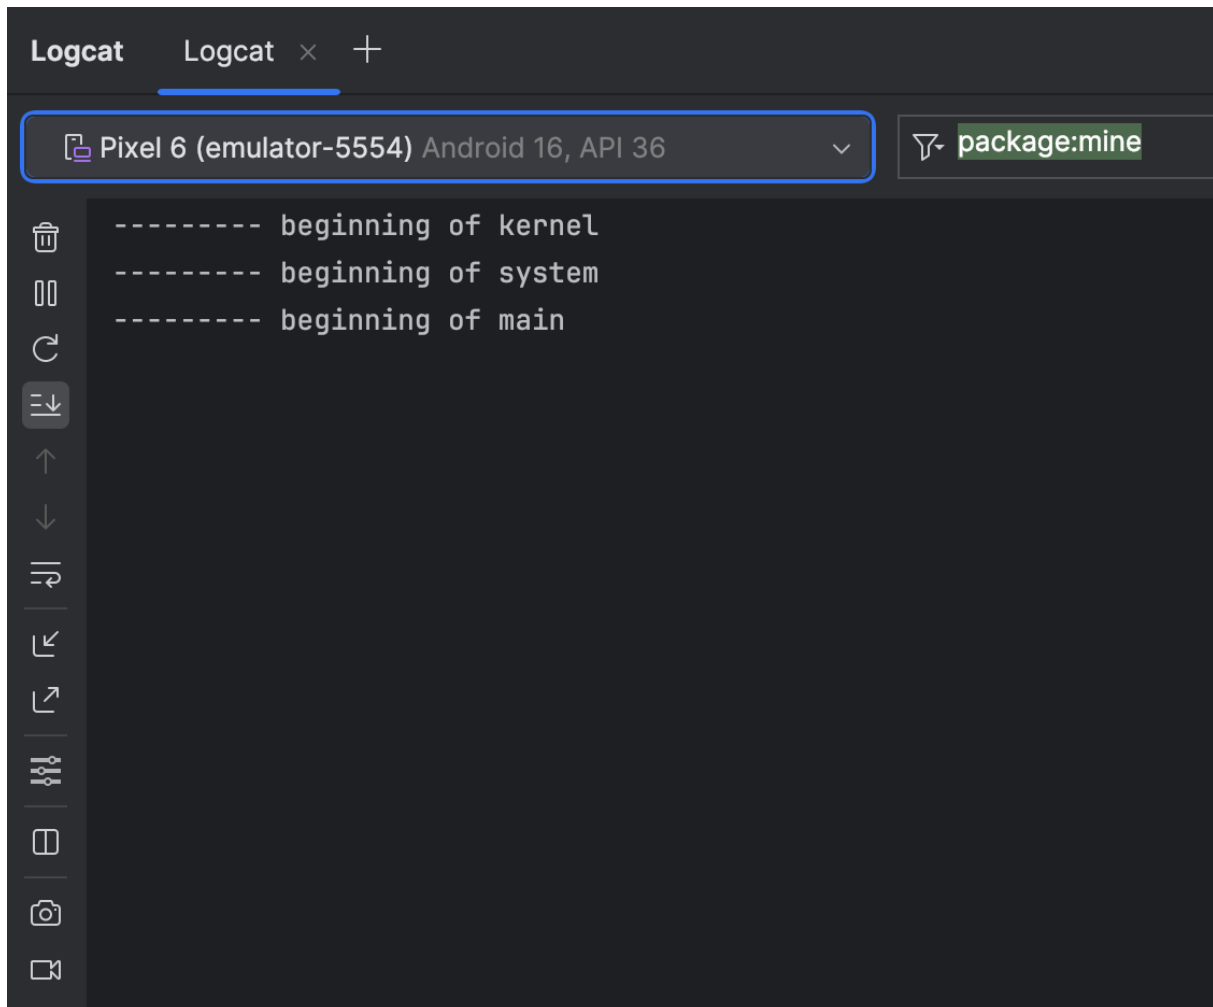 Logcat Logcat
Pixel 6 (emulator-5554) Android 16, API 36
package:mine
--------- beginning of kernel
--------- beginning of system
--------- beginning of main